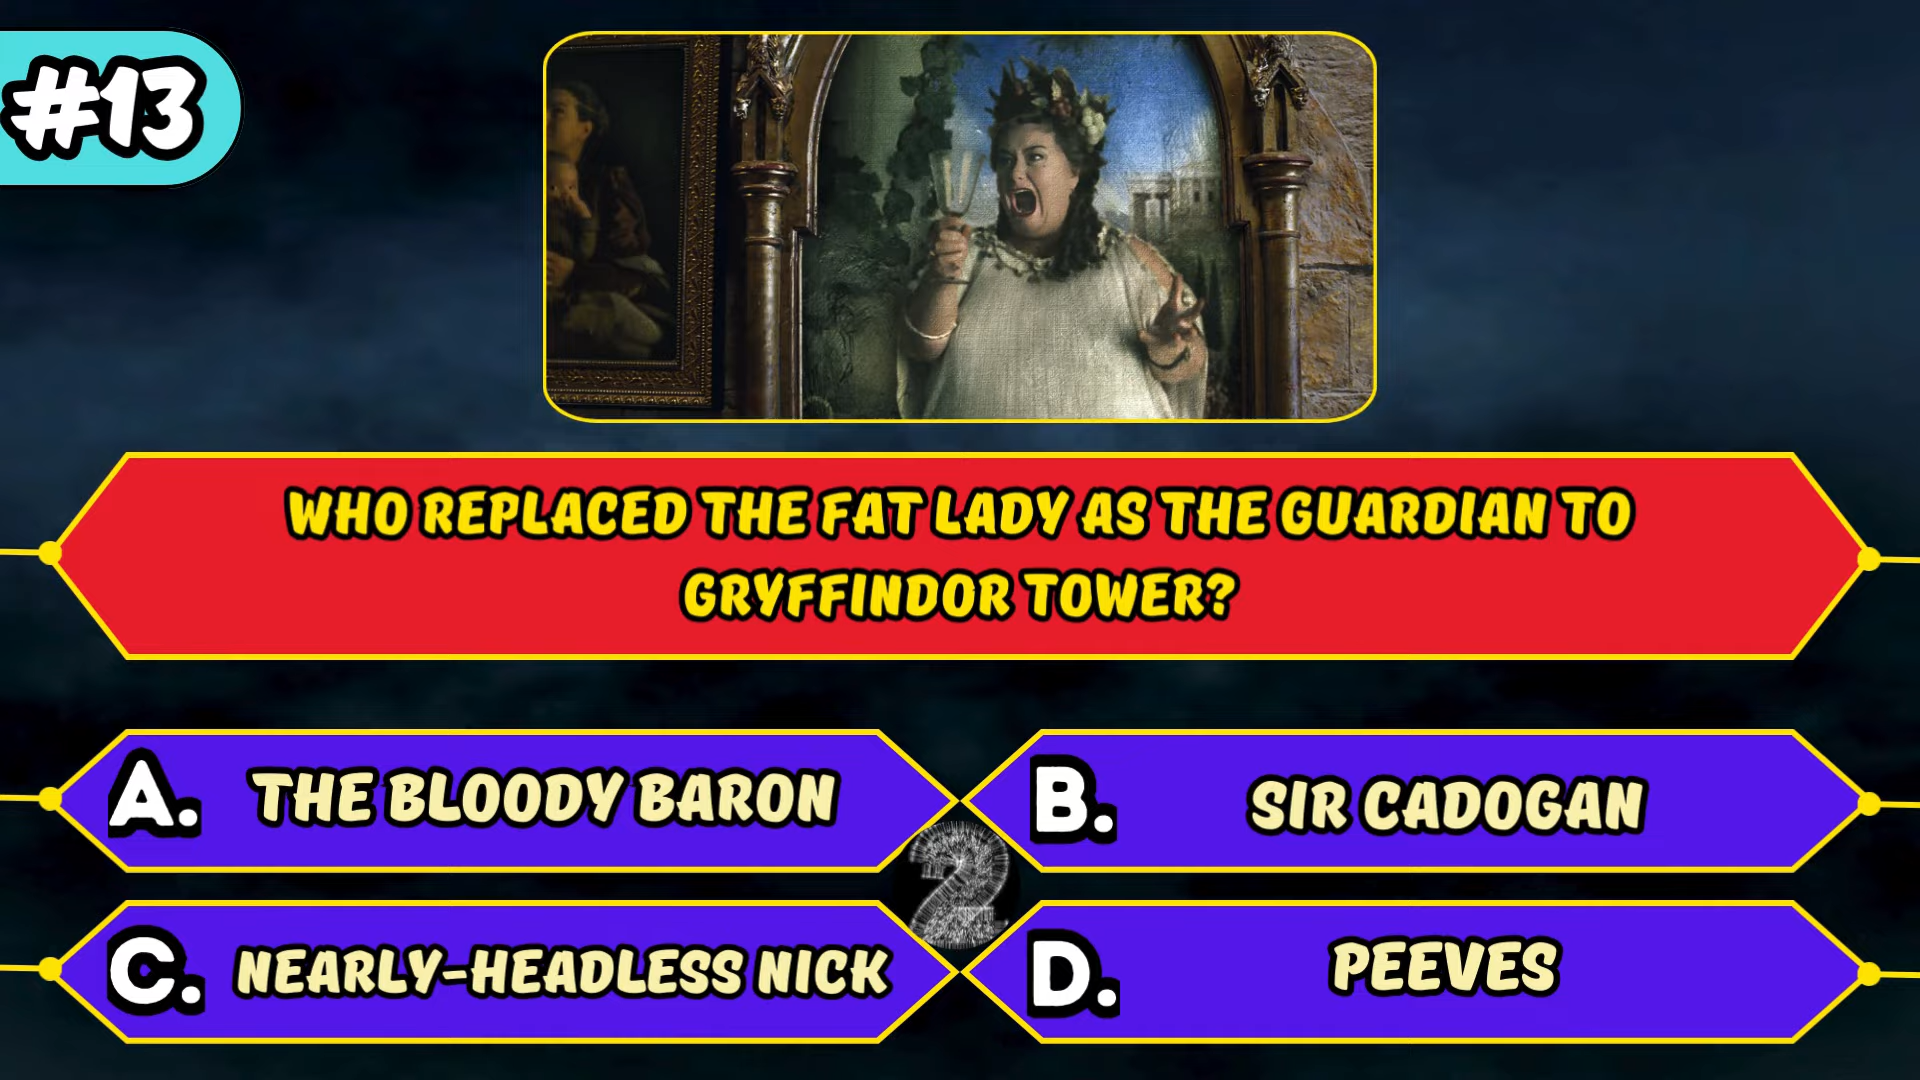 #13
WHO REPLACED THE FAT LADY AS THE GUARDIAN TO
GRYFFINDOR TOWER?
A. THE BLOODY BARON
B. SIR CADOGAN
2
C. NEARLY-HEADLESS NICK
D. PEEVES